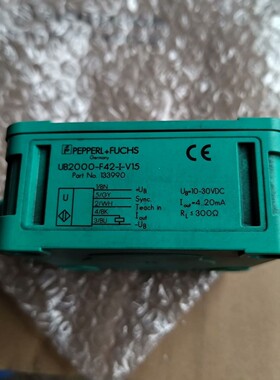 PEPPERL+FUCHS
Germany
UB2000-F42-I-V15
Part No. 133990
CE
U
1/BN +UB
5/GY Sync.
2/WH Teach in
4/BK Iout
3/BU -UB
UB=10-30VDC
Iout=4..20mA
Ri ≤ 300Ω